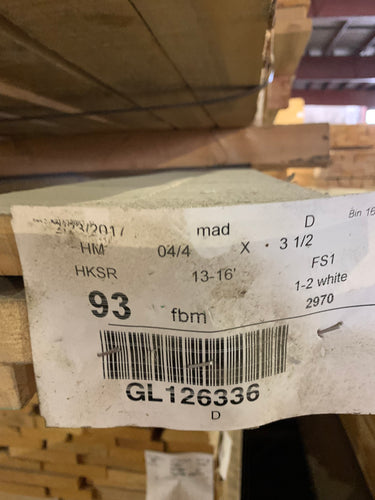 mad D Bin 16
HM 04/4 X · 3 1/2
HKSR 13-16' FS1
1-2 white
93 fbm 2970
GL126336
D